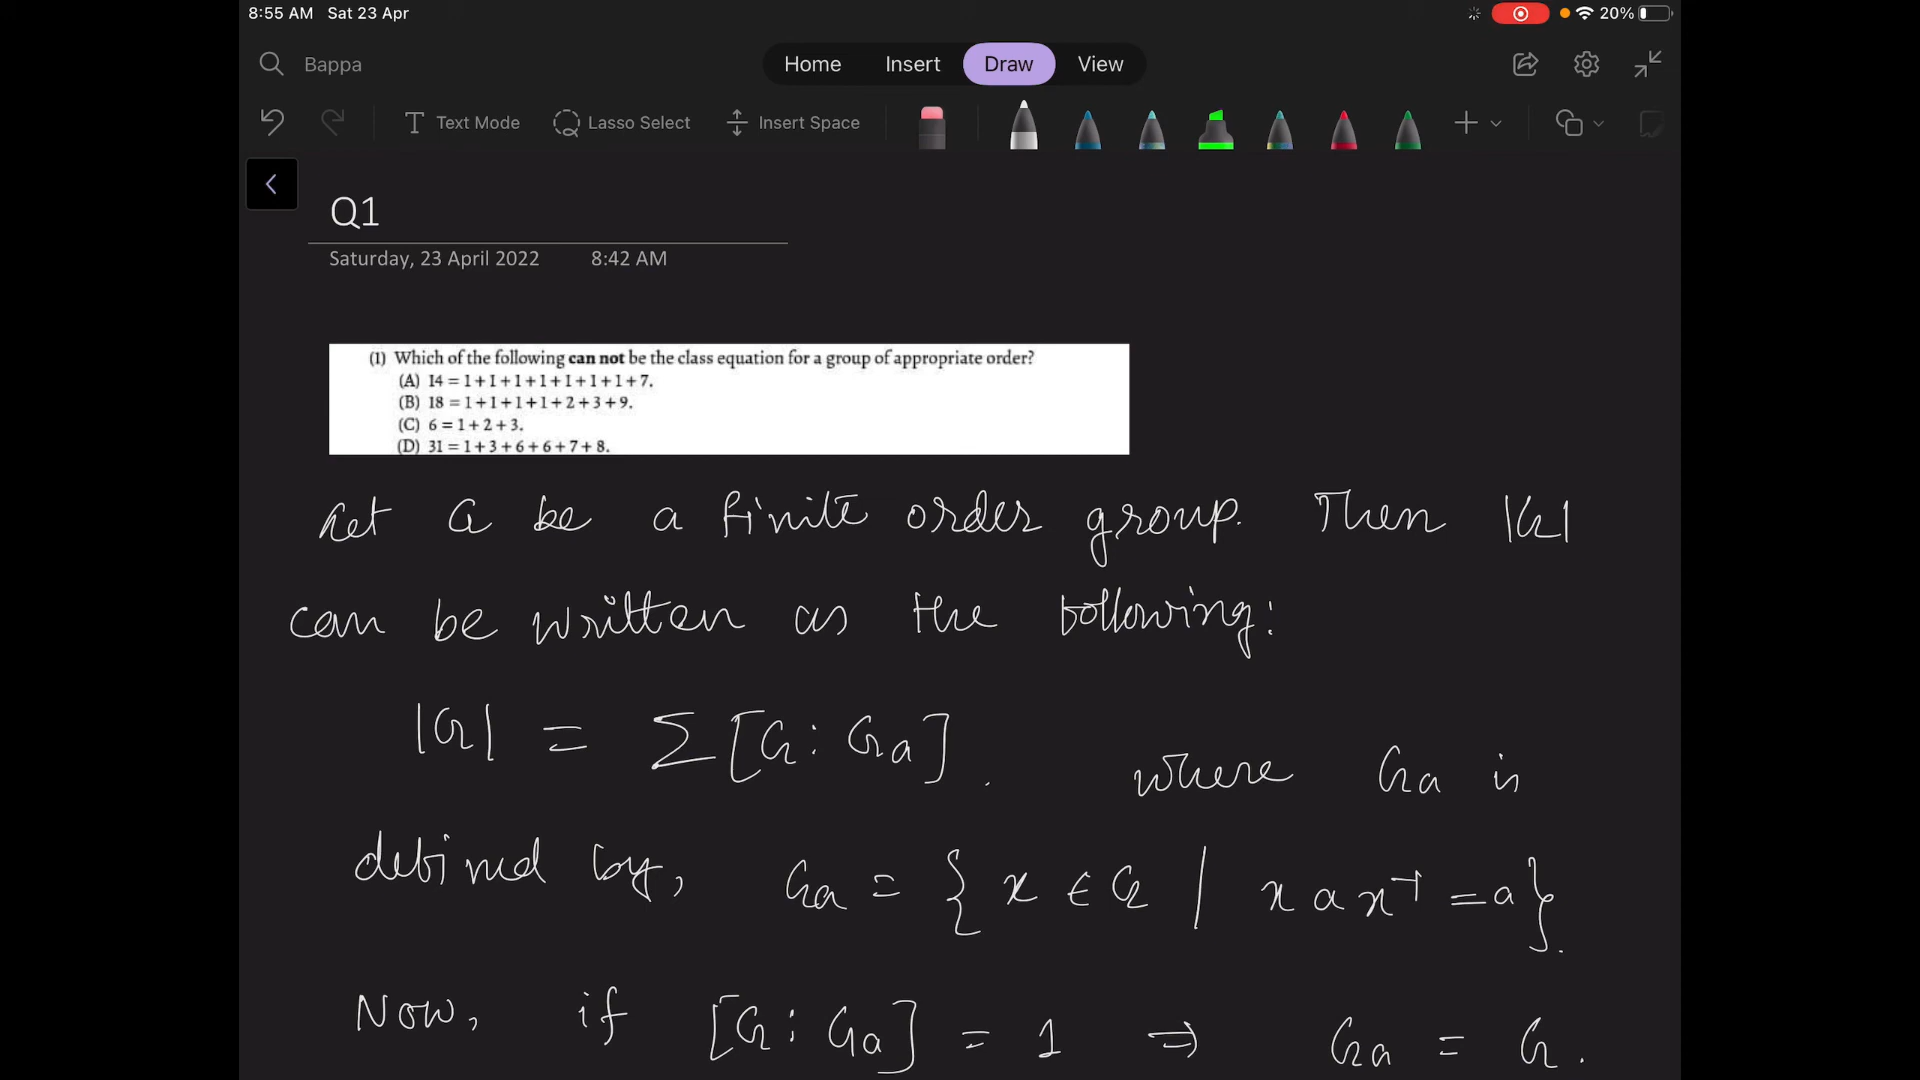 8:55 AM Sat 23 Apr 20%
Bappa Home Insert Draw View
Text Mode Lasso Select Insert Space
Q1
Saturday, 23 April 2022 8:42 AM
(1) Which of the following can not be the class equation for a group of appropriate order?
(A) 14 = 1+1+1+1+1+1+1+7.
(B) 18 = 1+1+1+1+2+3+9.
(C) 6 = 1+2+3.
(D) 31 = 1+3+6+6+7+8.
Let G be a finite order group. Then |G|
can be written as the following:
|G| = Σ [G : Ga]. where Ga is
defined by, Ga = { x ∈ G | x a x⁻¹ = a }.
Now, if [G : Ga] = 1 ⇒ Ga = G.